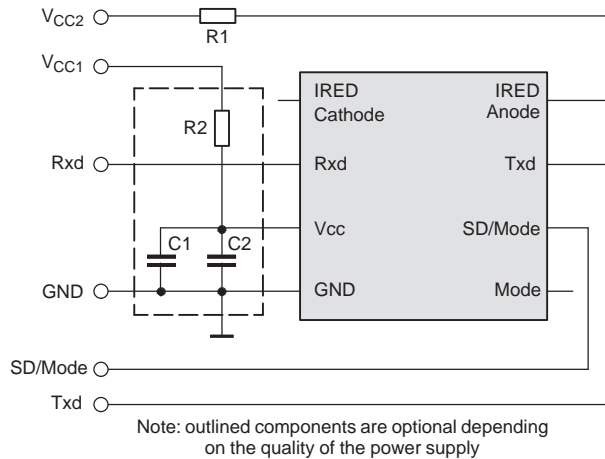 VCC2
R1
VCC1
R2
IRED
Cathode
IRED
Anode
Rxd
Rxd
Txd
Vcc
SD/Mode
C1
C2
GND
GND
Mode
SD/Mode
Txd
Note: outlined components are optional depending
on the quality of the power supply